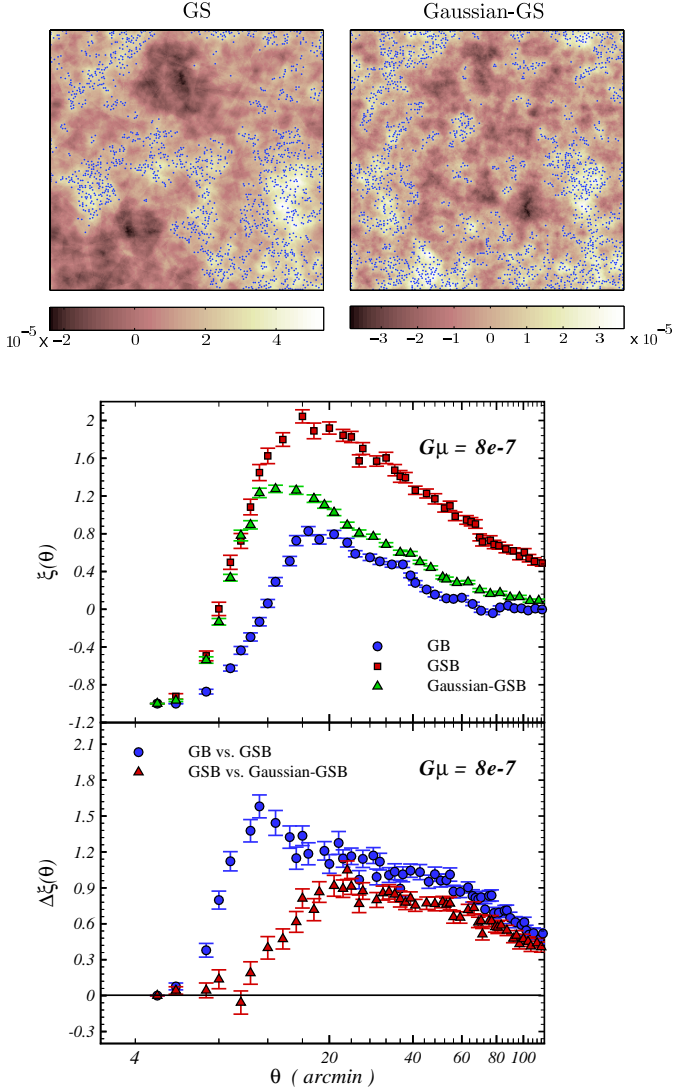 GS
Gaussian-GS
10⁻⁵ x −2 0 2 4
−3 −2 −1 0 1 2 3 x 10⁻⁵
2
1.6
1.2
0.8
0.4
0
-0.4
-0.8
-1.2
ξ(θ)
Gμ = 8e-7
GB
GSB
Gaussian-GSB
2.1
1.8
1.5
1.2
0.9
0.6
0.3
0
-0.3
Δξ(θ)
GB vs. GSB
GSB vs. Gaussian-GSB
Gμ = 8e-7
4 20 40 60 80 100
θ ( arcmin )